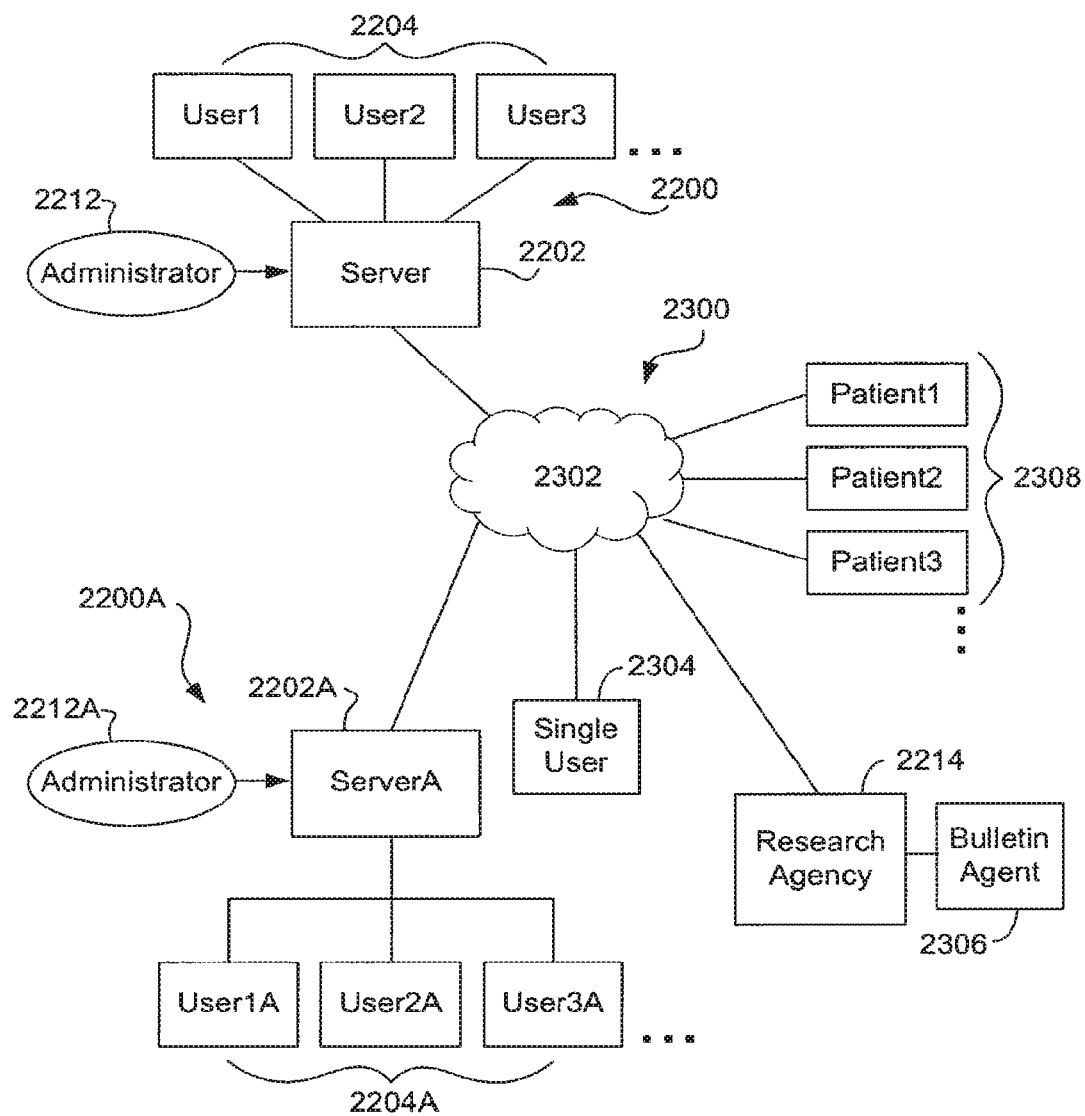 2204
User1
User2
User3
...
2200
2212
Administrator
Server
2202
2300
Patient1
2302
Patient2
2308
Patient3
2200A
2304
2212A
2202A
Single
User
2214
Administrator
ServerA
Research
Agency
Bulletin
Agent
2306
User1A
User2A
User3A
...
2204A